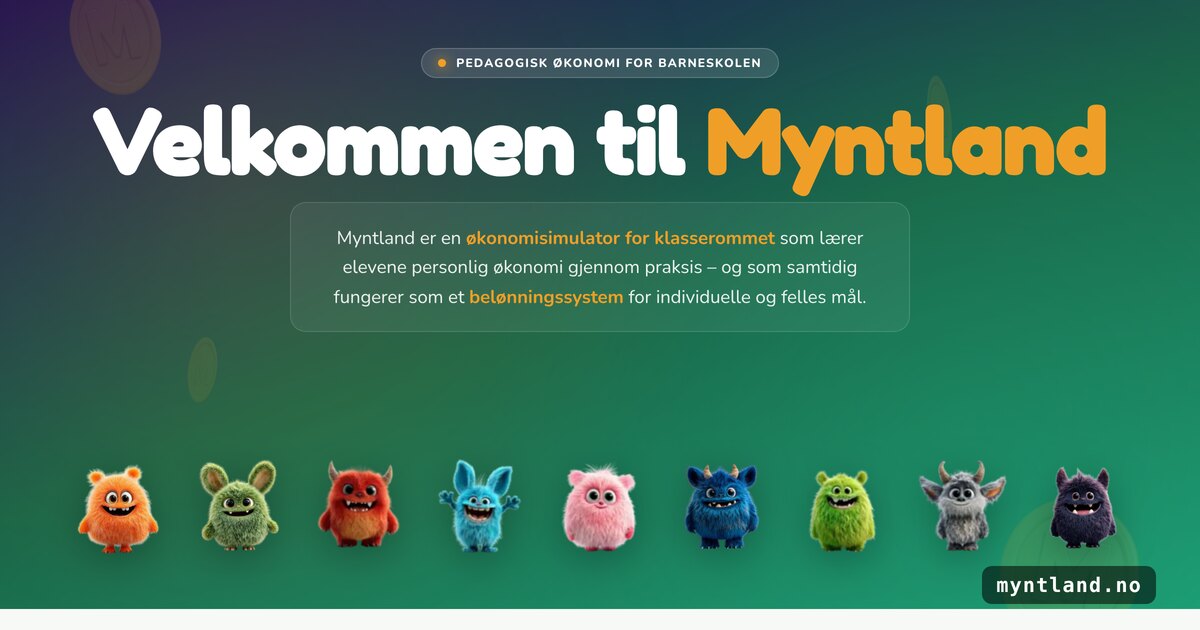 PEDAGOGISK ØKONOMI FOR BARNESKOLEN
Velkommen til Myntland
Myntland er en økonomisimulator for klasserommet som lærer
elevene personlig økonomi gjennom praksis – og som samtidig
fungerer som et belønningssystem for individuelle og felles mål.
myntland.no